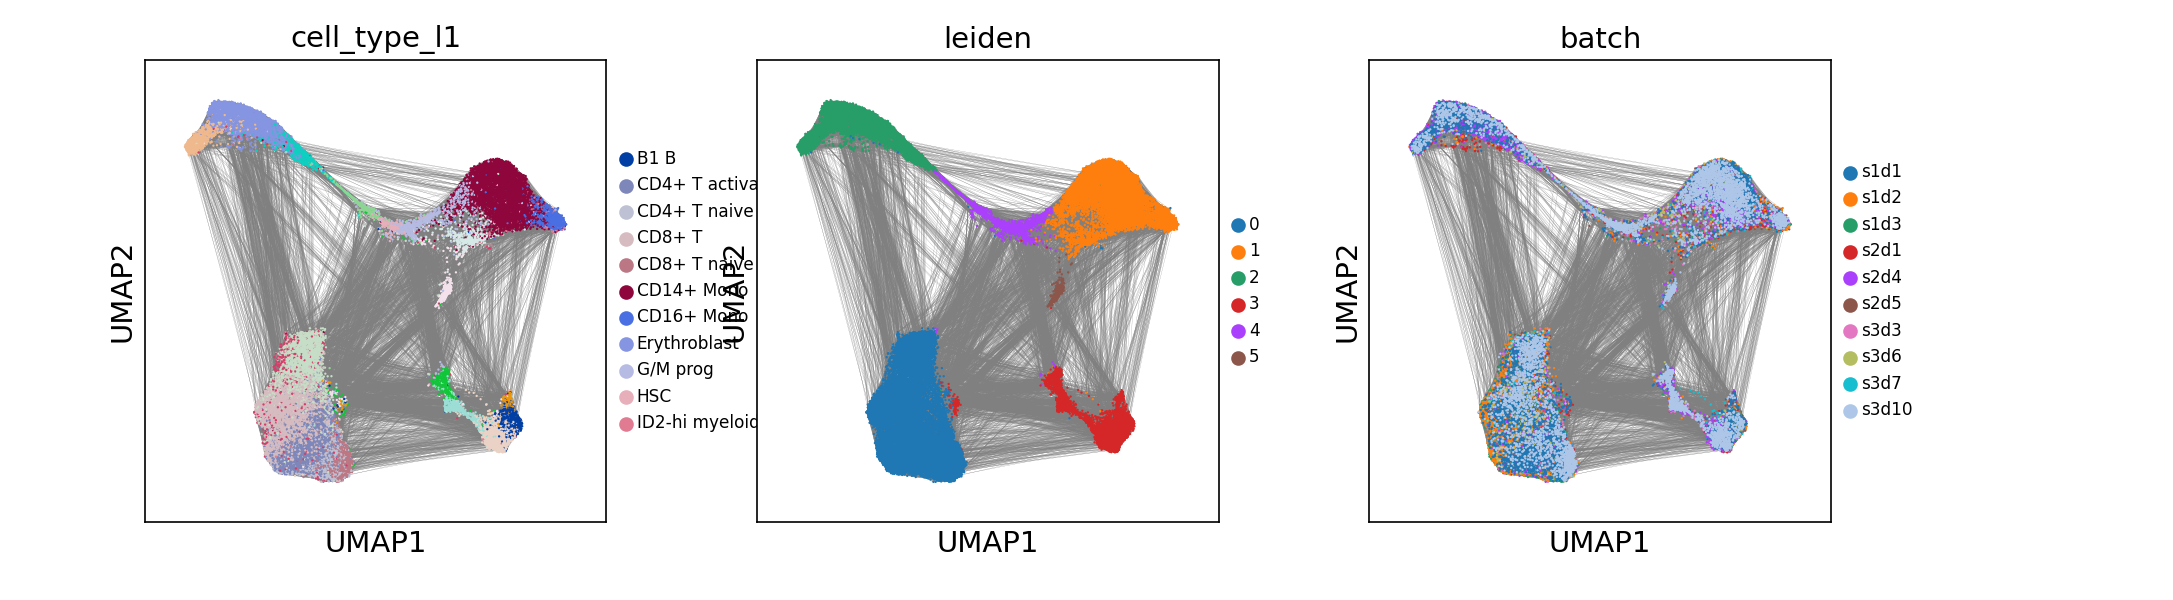 cell_type_l1
UMAP2
UMAP1
B1 B
CD4+ T activa
CD4+ T naive
CD8+ T
CD8+ T naive
CD14+ Mono
CD16+ Mono
Erythroblast
G/M prog
HSC
ID2-hi myeloid
leiden
UMAP2
UMAP1
0
1
2
3
4
5
batch
UMAP2
UMAP1
s1d1
s1d2
s1d3
s2d1
s2d4
s2d5
s3d3
s3d6
s3d7
s3d10